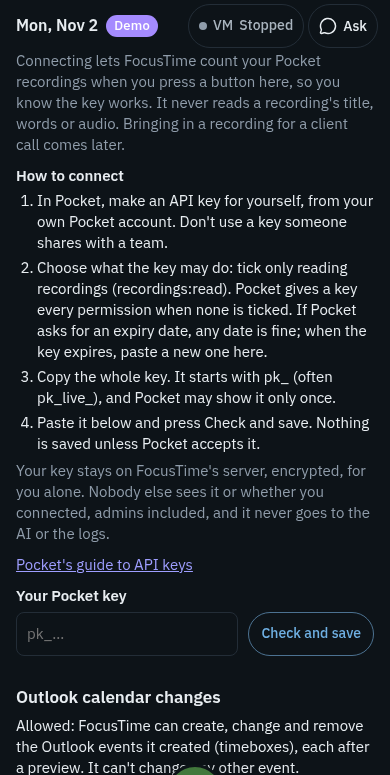 Mon, Nov 2 Demo VM Stopped Ask
Connecting lets FocusTime count your Pocket
recordings when you press a button here, so you
know the key works. It never reads a recording's title,
words or audio. Bringing in a recording for a client
call comes later.
How to connect
1. In Pocket, make an API key for yourself, from your
own Pocket account. Don't use a key someone
shares with a team.
2. Choose what the key may do: tick only reading
recordings (recordings:read). Pocket gives a key
every permission when none is ticked. If Pocket
asks for an expiry date, any date is fine; when the
key expires, paste a new one here.
3. Copy the whole key. It starts with pk_ (often
pk_live_), and Pocket may show it only once.
4. Paste it below and press Check and save. Nothing
is saved unless Pocket accepts it.
Your key stays on FocusTime's server, encrypted, for
you alone. Nobody else sees it or whether you
connected, admins included, and it never goes to the
AI or the logs.
Pocket's guide to API keys
Your Pocket key
pk_... Check and save
Outlook calendar changes
Allowed: FocusTime can create, change and remove
the Outlook events it created (timeboxes), each after
a preview. It can't change any other event.